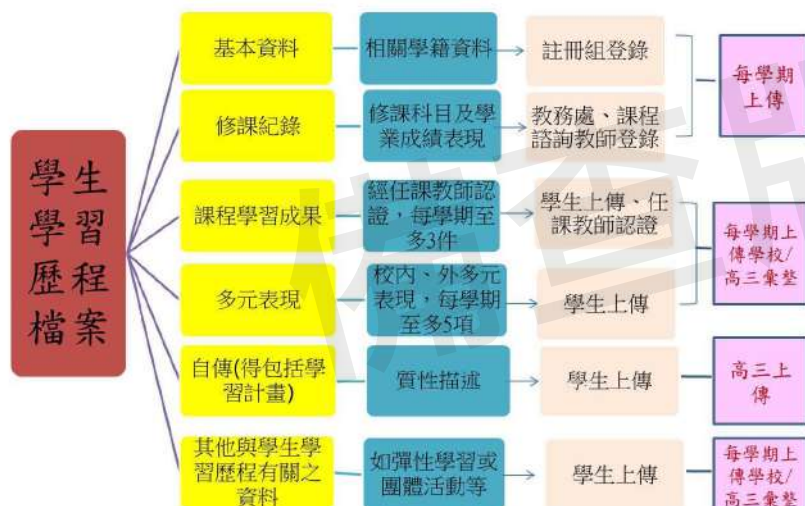 學生
學習
歷程
檔案
基本資料
相關學籍資料
註冊組登錄
每學期
上傳
修課紀錄
修課科目及學
業成績表現
教務處、課程
諮詢教師登錄
課程學習成果
經任課教師認
證，每學期至
多3件
學生上傳、任
課教師認證
每學期上
傳學校/
高三彙整
多元表現
校內、外多元
表現，每學期
至多5項
學生上傳
自傳(得包括學
習計畫)
質性描述
學生上傳
高三上
傳
其他與學生學
習歷程有關之
資料
如彈性學習或
團體活動等
學生上傳
每學期上
傳學校/
高三彙整
備查版